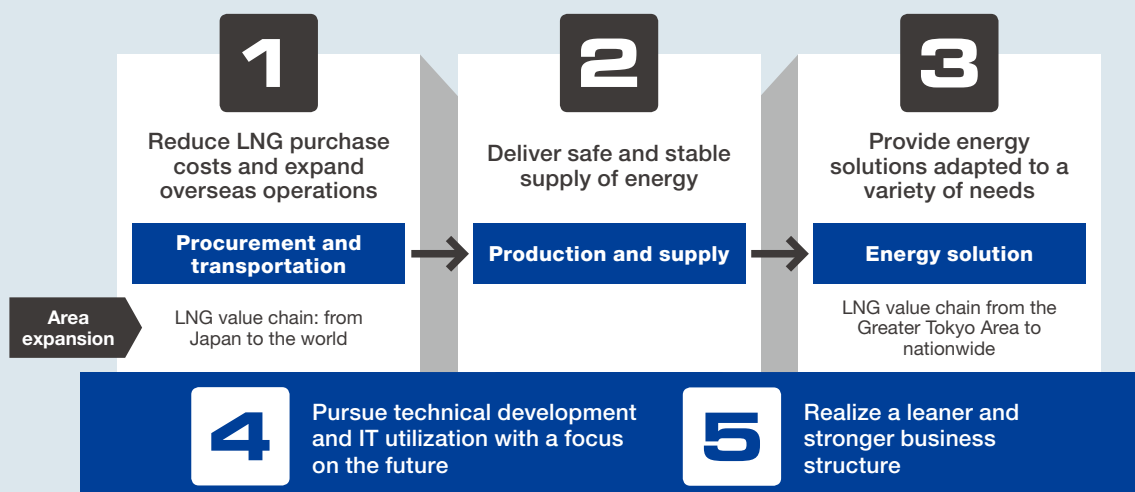 1
Reduce LNG purchase
costs and expand
overseas operations
Procurement and
transportation
LNG value chain: from
Japan to the world
2
Deliver safe and stable
supply of energy
Production and supply
3
Provide energy
solutions adapted to a
variety of needs
Energy solution
LNG value chain from the
Greater Tokyo Area to
nationwide
Area
expansion
4
Pursue technical development
and IT utilization with a focus
on the future
5
Realize a leaner and
stronger business
structure